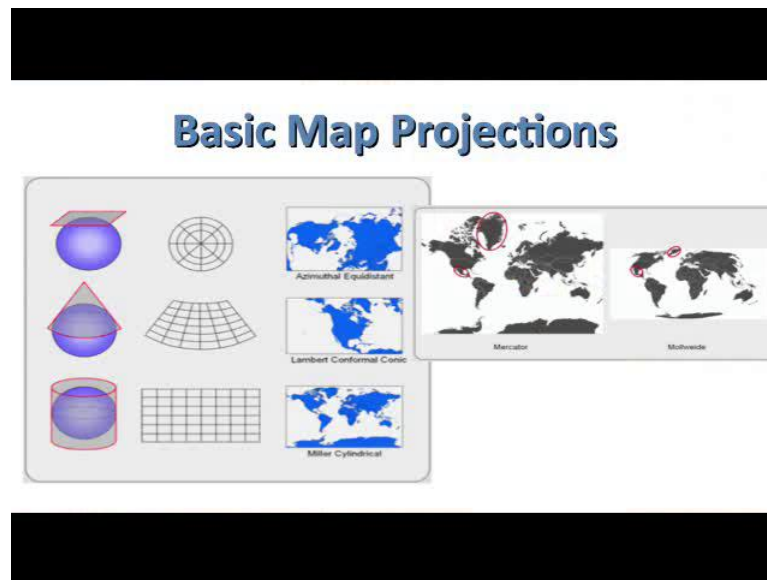 Basic Map Projections
Azimuthal Equidistant
Lambert Conformal Conic
Miller Cylindrical
Mercator
Mollweide